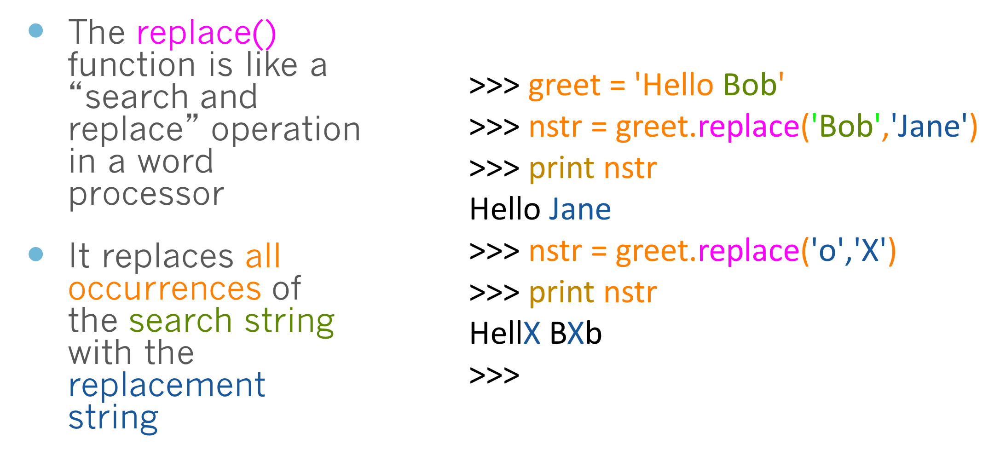 • The replace()
function is like a
“search and
replace” operation
in a word
processor
• It replaces all
occurrences of
the search string
with the
replacement
string
>>> greet = 'Hello Bob'
>>> nstr = greet.replace('Bob','Jane')
>>> print nstr
Hello Jane
>>> nstr = greet.replace('o','X')
>>> print nstr
HellX BXb
>>>